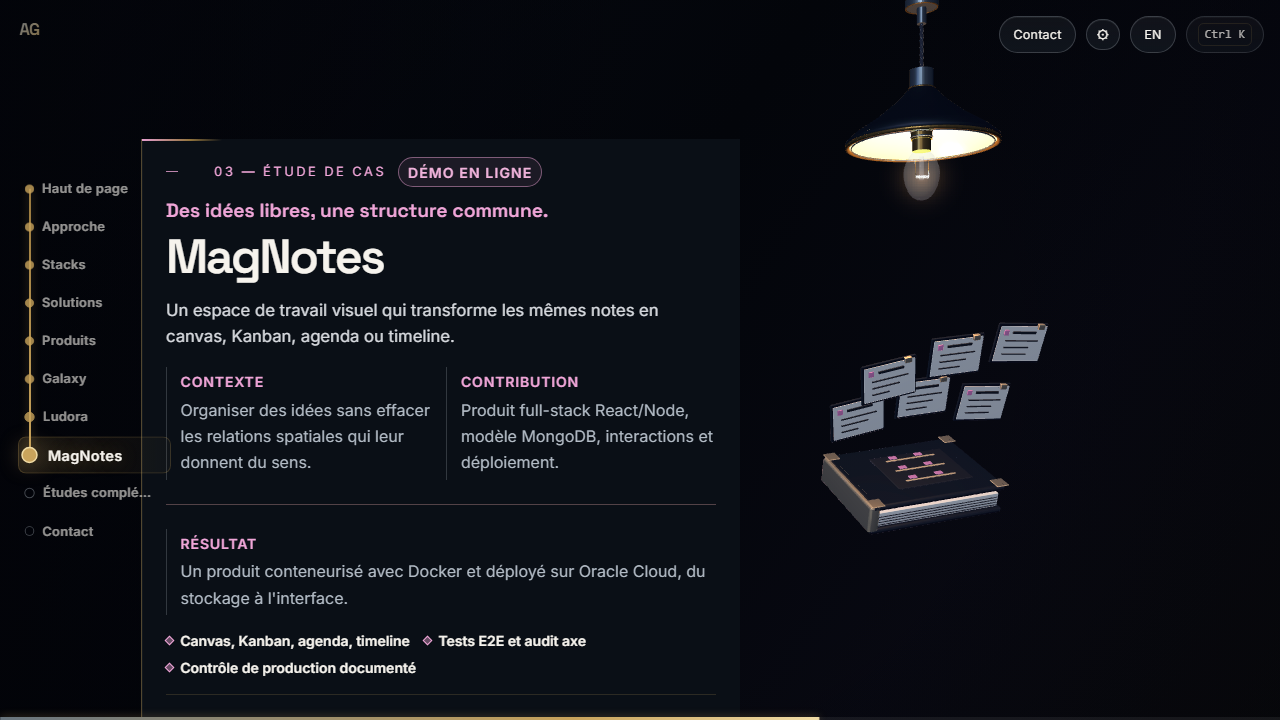 AG
Contact
EN
Ctrl K
Haut de page
Approche
Stacks
Solutions
Produits
Galaxy
Ludora
MagNotes
Études complé...
Contact
— 03 — ÉTUDE DE CAS
DÉMO EN LIGNE
Des idées libres, une structure commune.
MagNotes
Un espace de travail visuel qui transforme les mêmes notes en
canvas, Kanban, agenda ou timeline.
CONTEXTE
Organiser des idées sans effacer
les relations spatiales qui leur
donnent du sens.
CONTRIBUTION
Produit full-stack React/Node,
modèle MongoDB, interactions et
déploiement.
RÉSULTAT
Un produit conteneurisé avec Docker et déployé sur Oracle Cloud, du
stockage à l'interface.
Canvas, Kanban, agenda, timeline
Tests E2E et audit axe
Contrôle de production documenté